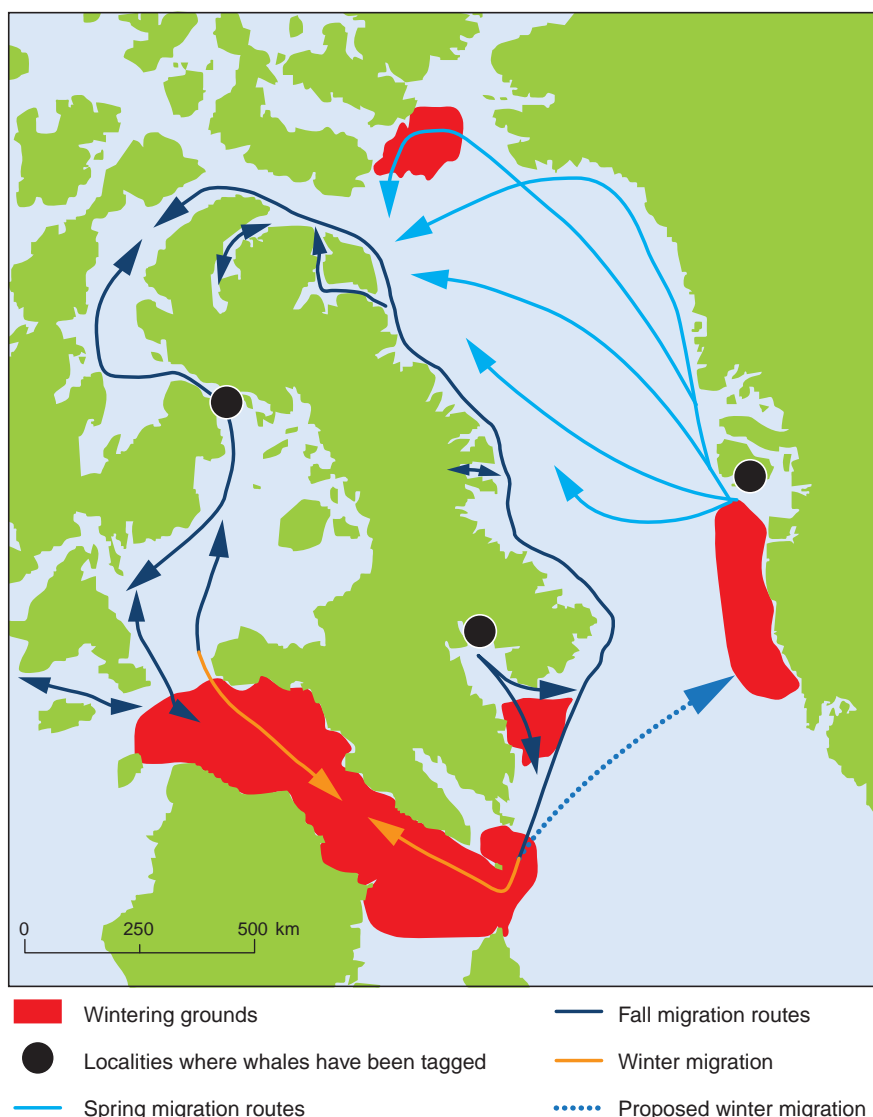 0 250 500 km
Wintering grounds
Fall migration routes
Localities where whales have been tagged
Winter migration
Spring migration routes
Proposed winter migration